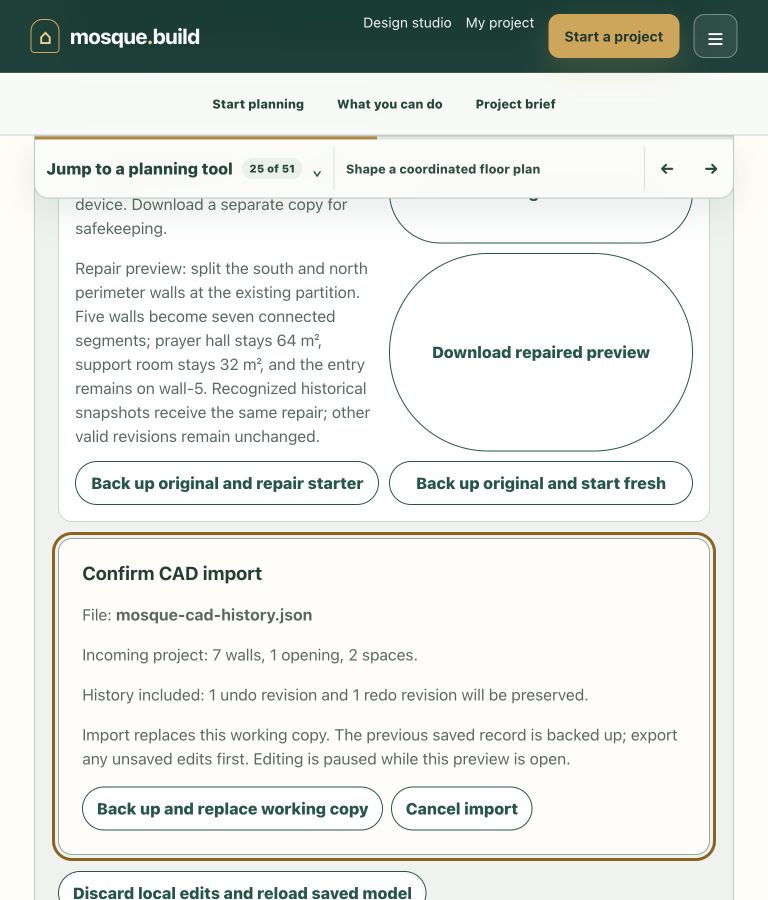 mosque.build
Design studio
My project
Start a project
Start planning
What you can do
Project brief
Jump to a planning tool
25 of 51
Shape a coordinated floor plan
device. Download a separate copy for
safekeeping.
Repair preview: split the south and north
perimeter walls at the existing partition.
Five walls become seven connected
segments; prayer hall stays 64 m²,
support room stays 32 m², and the entry
remains on wall-5. Recognized historical
snapshots receive the same repair; other
valid revisions remain unchanged.
Download repaired preview
Back up original and repair starter
Back up original and start fresh
Confirm CAD import
File: mosque-cad-history.json
Incoming project: 7 walls, 1 opening, 2 spaces.
History included: 1 undo revision and 1 redo revision will be preserved.
Import replaces this working copy. The previous saved record is backed up; export
any unsaved edits first. Editing is paused while this preview is open.
Back up and replace working copy
Cancel import
Discard local edits and reload saved model